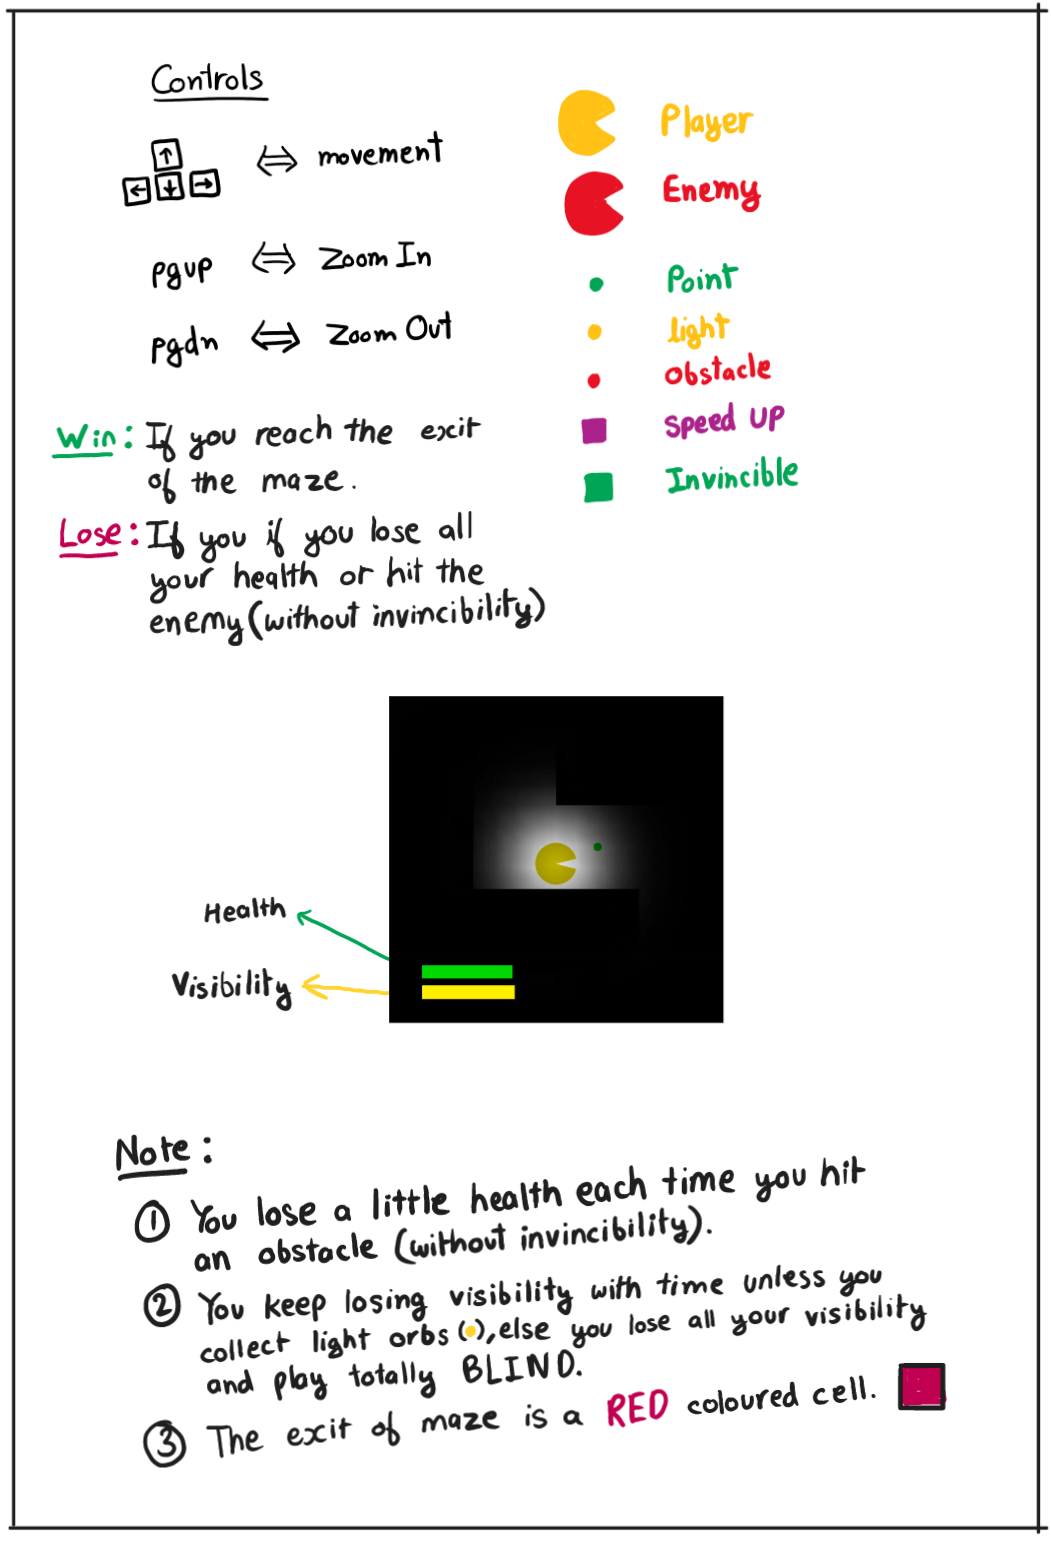 Controls
↑
← ↓ → ⇔ movement
pgup ⇔ Zoom In
pgdn ⇔ Zoom Out
Player
Enemy
Point
light
obstacle
speed up
Invincible
Win: If you reach the exit
of the maze.
Lose: If you if you lose all
your health or hit the
enemy (without invincibility)
Health
Visibility
Note:
① You lose a little health each time you hit
an obstacle (without invincibility).
② You keep losing visibility with time unless you
collect light orbs (), else you lose all your visibility
and play totally BLIND.
③ The exit of maze is a RED coloured cell.